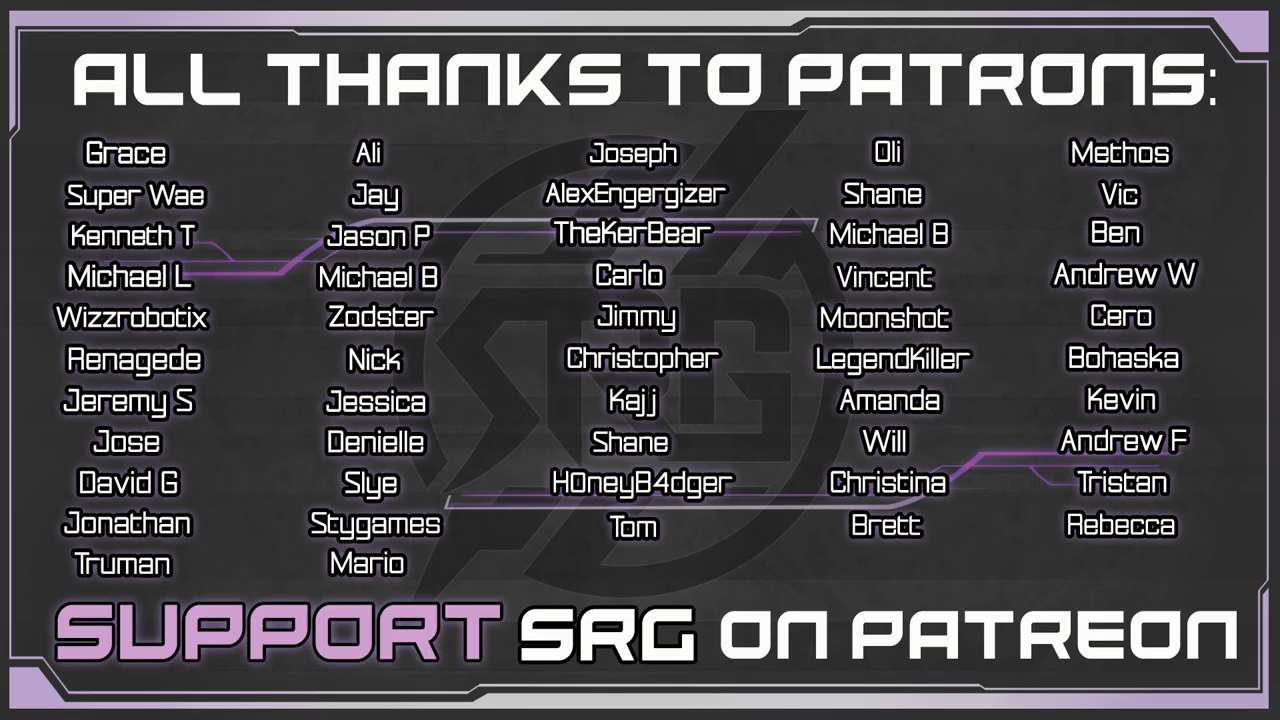 ALL THANKS TO PATRONS:
Grace Ali Joseph Oli Methos
Super Wae Jay AlexEngergizer Shane Vic
Kenneth T Jason P TheKerBear Michael B Ben
Michael L Michael B Carlo Vincent Andrew W
Wizzrobotix Zodster Jimmy Moonshot Cero
Renagede Nick Christopher LegendKiller Bohaska
Jeremy S Jessica Kajj Amanda Kevin
Jose Denielle Shane Will Andrew F
David G Slye H0neyB4dger Christina Tristan
Jonathan Stygames Tom Brett Rebecca
Truman Mario
SUPPORT SRG ON PATREON